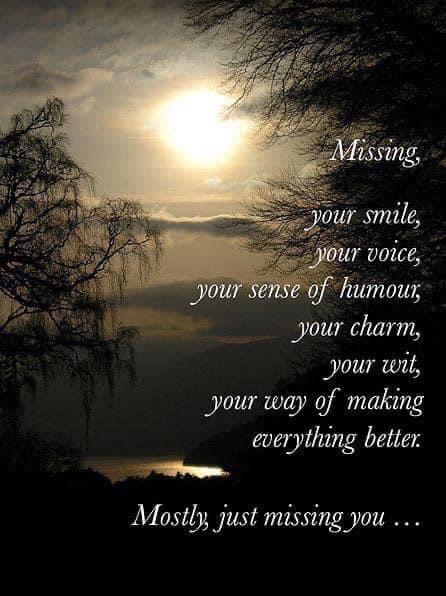 Missing,
your smile,
your voice,
your sense of humour,
your charm,
your wit,
your way of making
everything better.
Mostly, just missing you ...